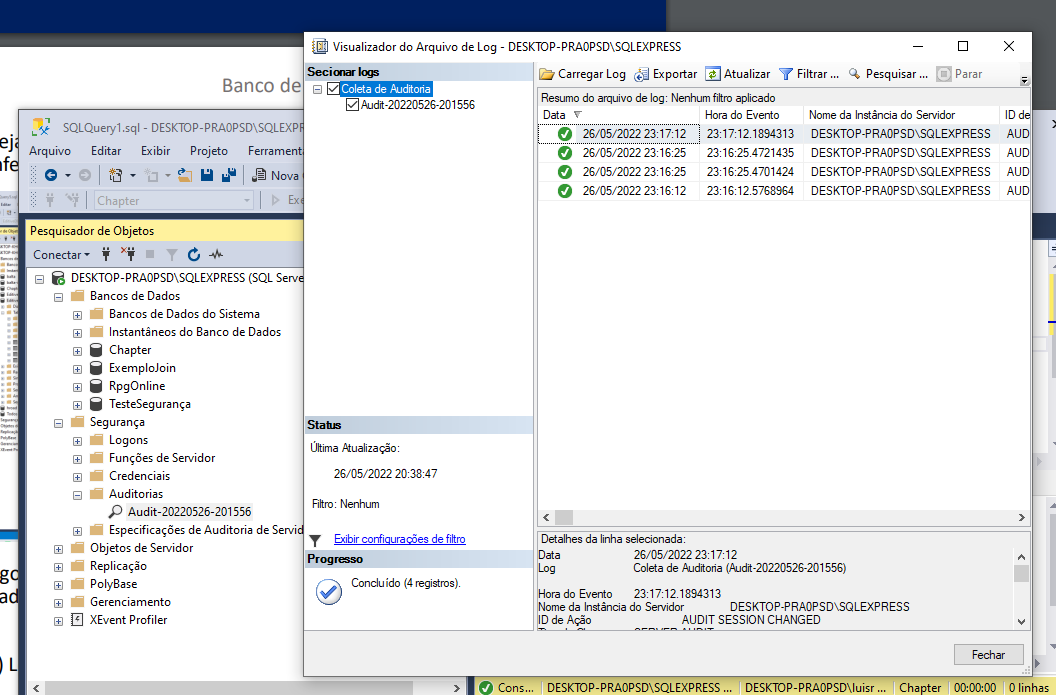 Banco de
SQLQuery1.sql - DESKTOP-PRA0PSD\SQLEXPR
Arquivo Editar Exibir Projeto Ferrament
Nova
Chapter Exe
Pesquisador de Objetos
Conectar
DESKTOP-PRA0PSD\SQLEXPRESS (SQL Serve
Bancos de Dados
Bancos de Dados do Sistema
Instantâneos do Banco de Dados
Chapter
ExemploJoin
RpgOnline
TesteSegurança
Segurança
Logons
Funções de Servidor
Credenciais
Auditorias
Audit-20220526-201556
Especificações de Auditoria de Servid
Objetos de Servidor
Replicação
PolyBase
Gerenciamento
XEvent Profiler
Visualizador do Arquivo de Log - DESKTOP-PRA0PSD\SQLEXPRESS
Secionar logs
Coleta de Auditoria
Audit-20220526-201556
Status
Última Atualização:
26/05/2022 20:38:47
Filtro: Nenhum
Exibir configurações de filtro
Progresso
Concluído (4 registros).
Carregar Log Exportar Atualizar Filtrar ... Pesquisar ... Parar
Resumo do arquivo de log: Nenhum filtro aplicado
Data Hora do Evento Nome da Instância do Servidor ID de
26/05/2022 23:17:12 23:17:12.1894313 DESKTOP-PRA0PSD\SQLEXPRESS AUD
26/05/2022 23:16:25 23:16:25.4721435 DESKTOP-PRA0PSD\SQLEXPRESS AUD
26/05/2022 23:16:25 23:16:25.4701424 DESKTOP-PRA0PSD\SQLEXPRESS AUD
26/05/2022 23:16:12 23:16:12.5768964 DESKTOP-PRA0PSD\SQLEXPRESS AUD
Detalhes da linha selecionada:
Data 26/05/2022 23:17:12
Log Coleta de Auditoria (Audit-20220526-201556)
Hora do Evento 23:17:12.1894313
Nome da Instância do Servidor DESKTOP-PRA0PSD\SQLEXPRESS
ID de Ação AUDIT SESSION CHANGED
Fechar
Cons... DESKTOP-PRA0PSD\SQLEXPRESS ... DESKTOP-PRA0PSD\luisr ... Chapter 00:00:00 0 linhas